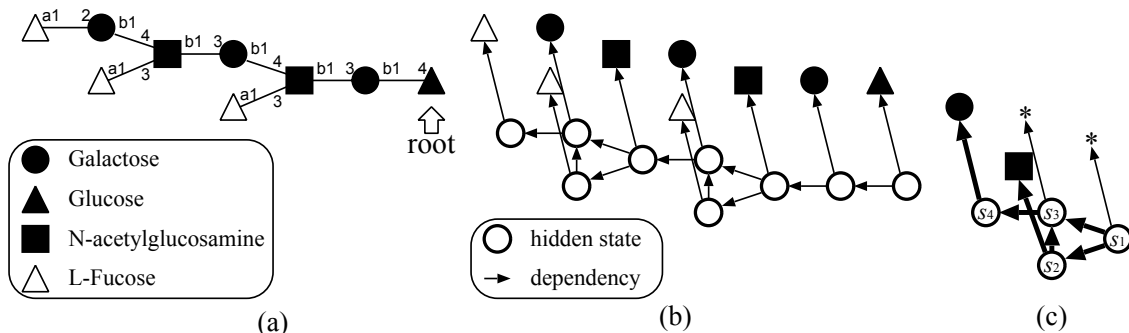 a1 2 b1
4 b1 3 b1
a1 3
4 b1 3 b1 4
a1 3
root
Galactose
Glucose
N-acetylglucosamine
L-Fucose
(a)
hidden state
dependency
(b)
* *
s4 s3 s1
s2
(c)